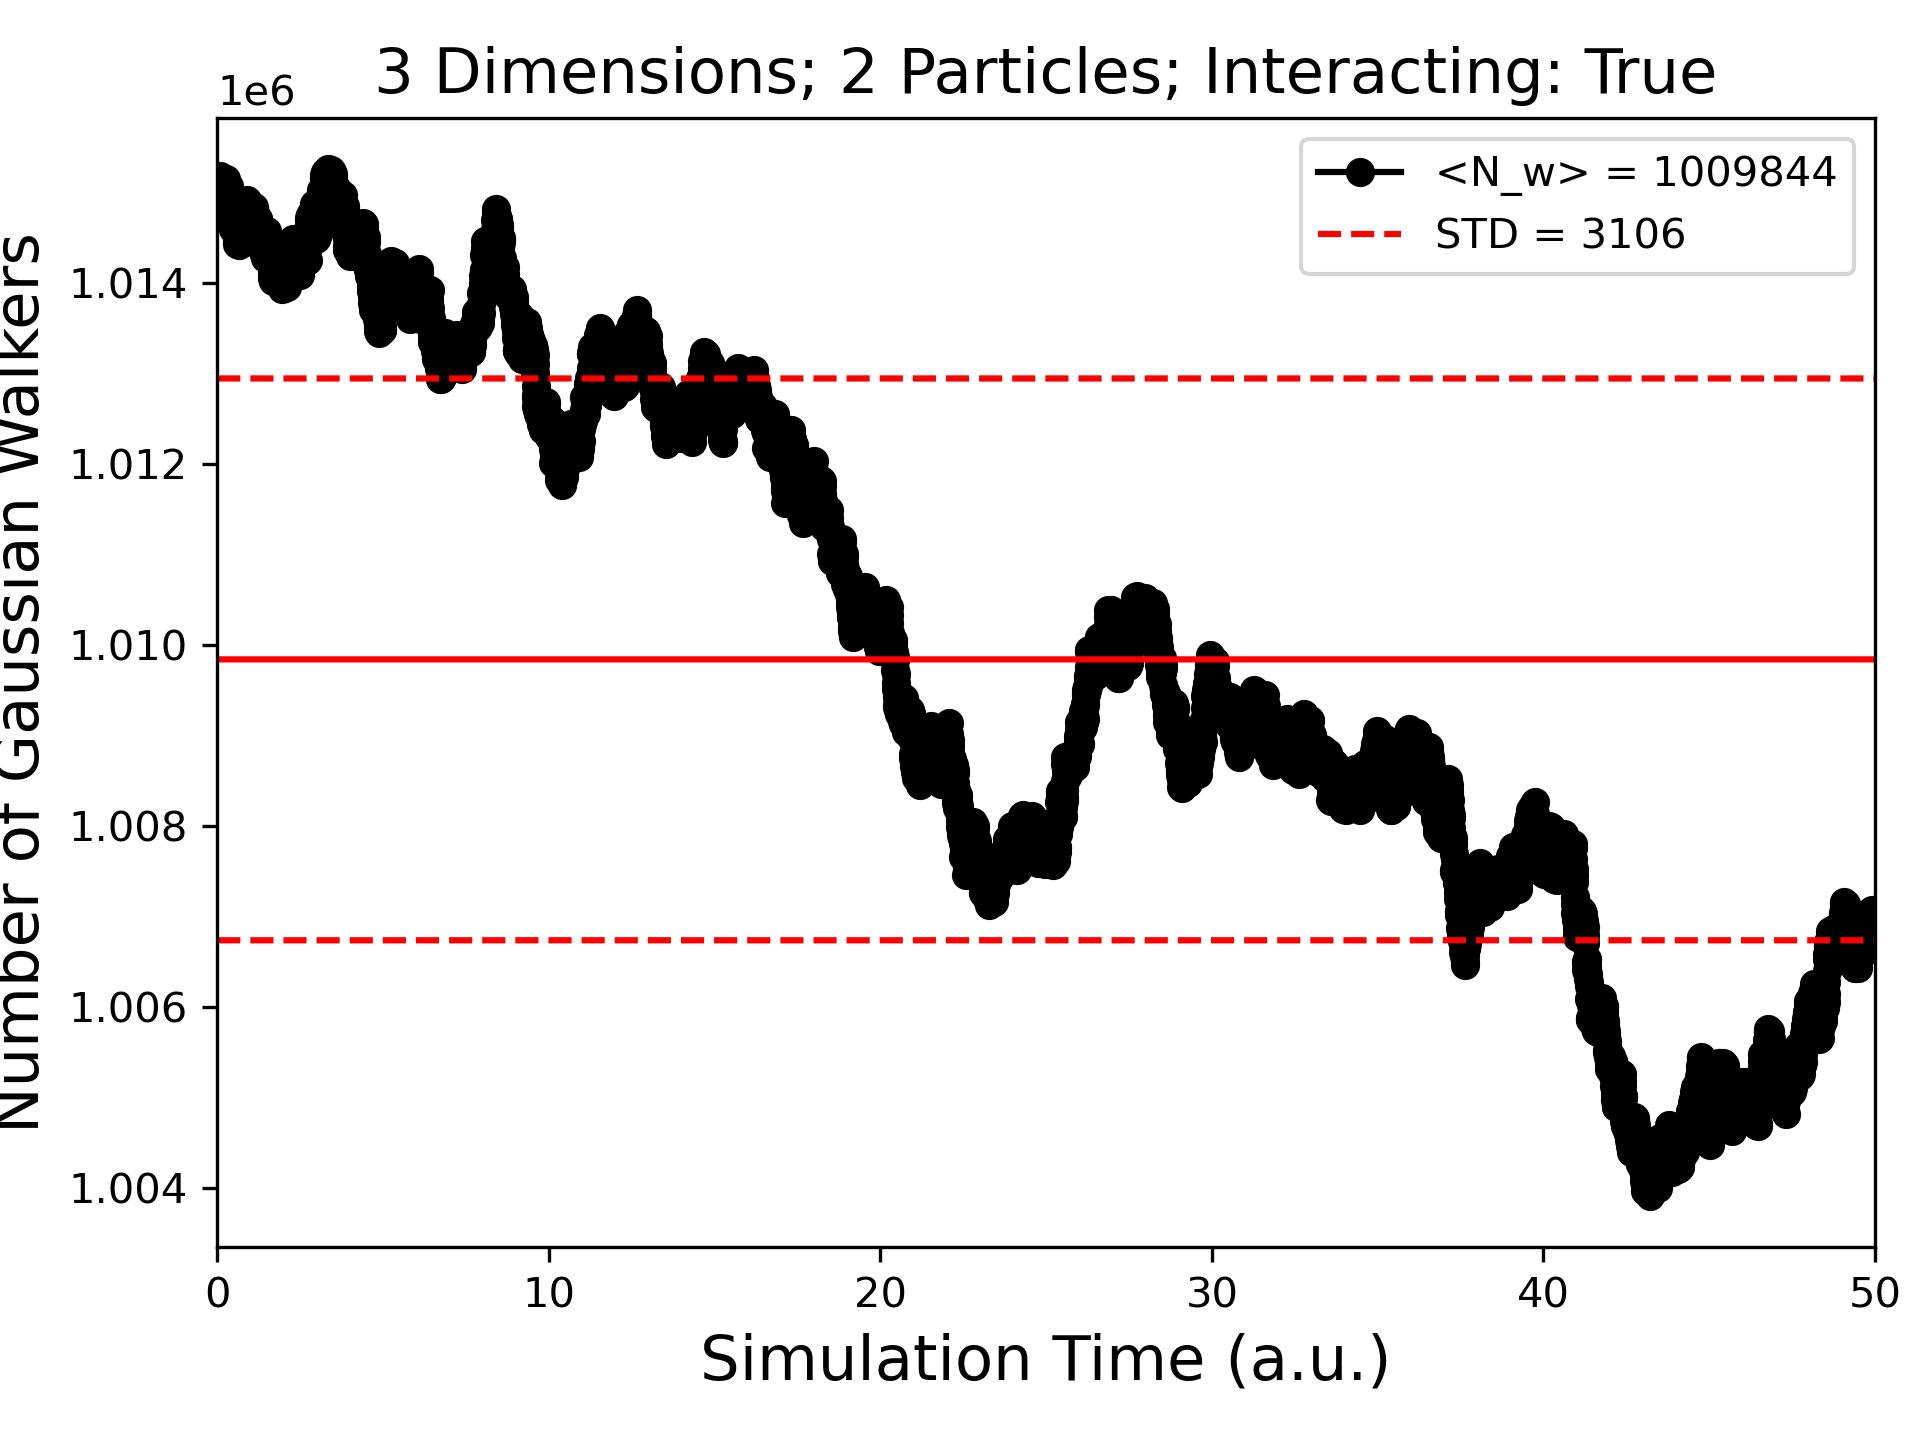 3 Dimensions; 2 Particles; Interacting: True
1e6
<N_w> = 1009844
STD = 3106
Number of Gaussian Walkers
1.014
1.012
1.010
1.008
1.006
1.004
0 10 20 30 40 50
Simulation Time (a.u.)